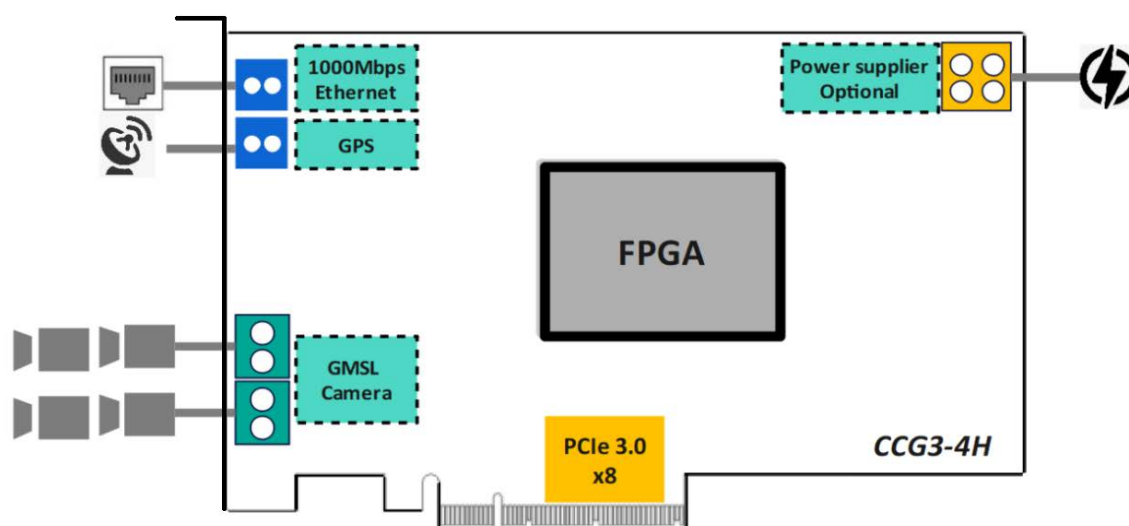 1000Mbps
Ethernet
Power supplier
Optional
GPS
FPGA
GMSL
Camera
PCIe 3.0
x8
CCG3-4H